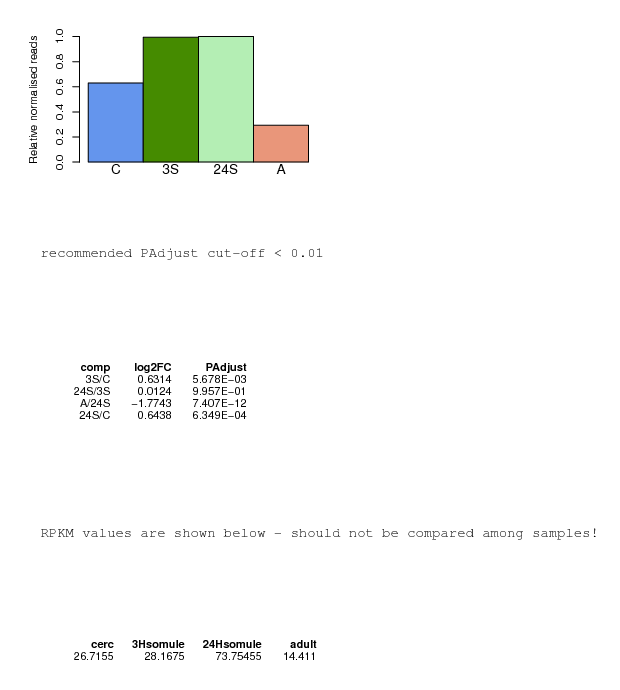 Relative normalised reads
1.0
0.8
0.6
0.4
0.2
0.0
C 3S 24S A
recommended PAdjust cut-off < 0.01
comp log2FC PAdjust
3S/C 0.6314 5.678E-03
24S/3S 0.0124 9.957E-01
A/24S -1.7743 7.407E-12
24S/C 0.6438 6.349E-04
RPKM values are shown below - should not be compared among samples!
cerc 3Hsomule 24Hsomule adult
26.7155 28.1675 73.75455 14.411